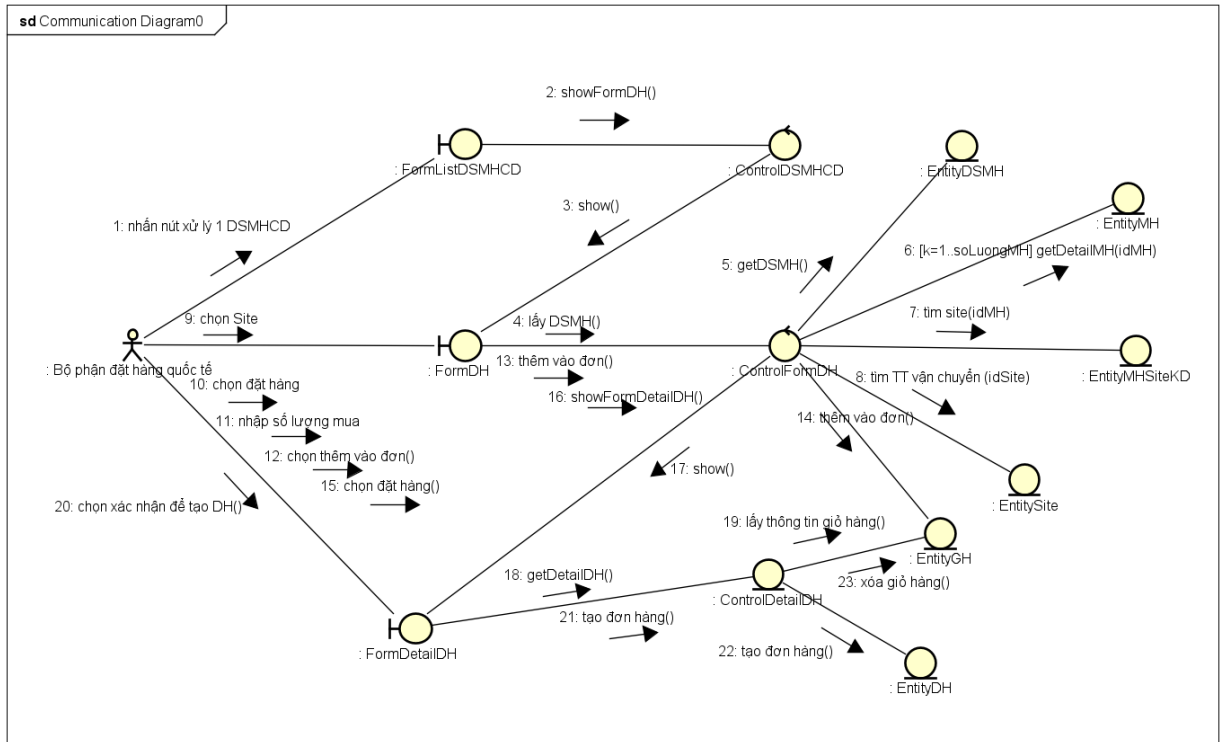 sd Communication Diagram0
2: showFormDH()
: FormListDSMHCD
: ControlDSMHCD
: EntityDSMH
: EntityMH
1: nhấn nút xử lý 1 DSMHCD
3: show()
5: getDSMH()
6: [k=1..soLuongMH] getDetailMH(idMH)
9: chọn Site
4: lấy DSMH()
7: tìm site(idMH)
: Bộ phận đặt hàng quốc tế
: FormDH
13: thêm vào đơn()
: ControlFormDH
8: tìm TT vận chuyển (idSite)
: EntityMHSiteKD
10: chọn đặt hàng
16: showFormDetailDH()
11: nhập số lượng mua
14: thêm vào đơn()
12: chọn thêm vào đơn()
17: show()
15: chọn đặt hàng()
20: chọn xác nhận để tạo DH()
: EntitySite
19: lấy thông tin giỏ hàng()
: EntityGH
18: getDetailDH()
23: xóa giỏ hàng()
: ControlDetailDH
21: tạo đơn hàng()
22: tạo đơn hàng()
: FormDetailDH
: EntityDH